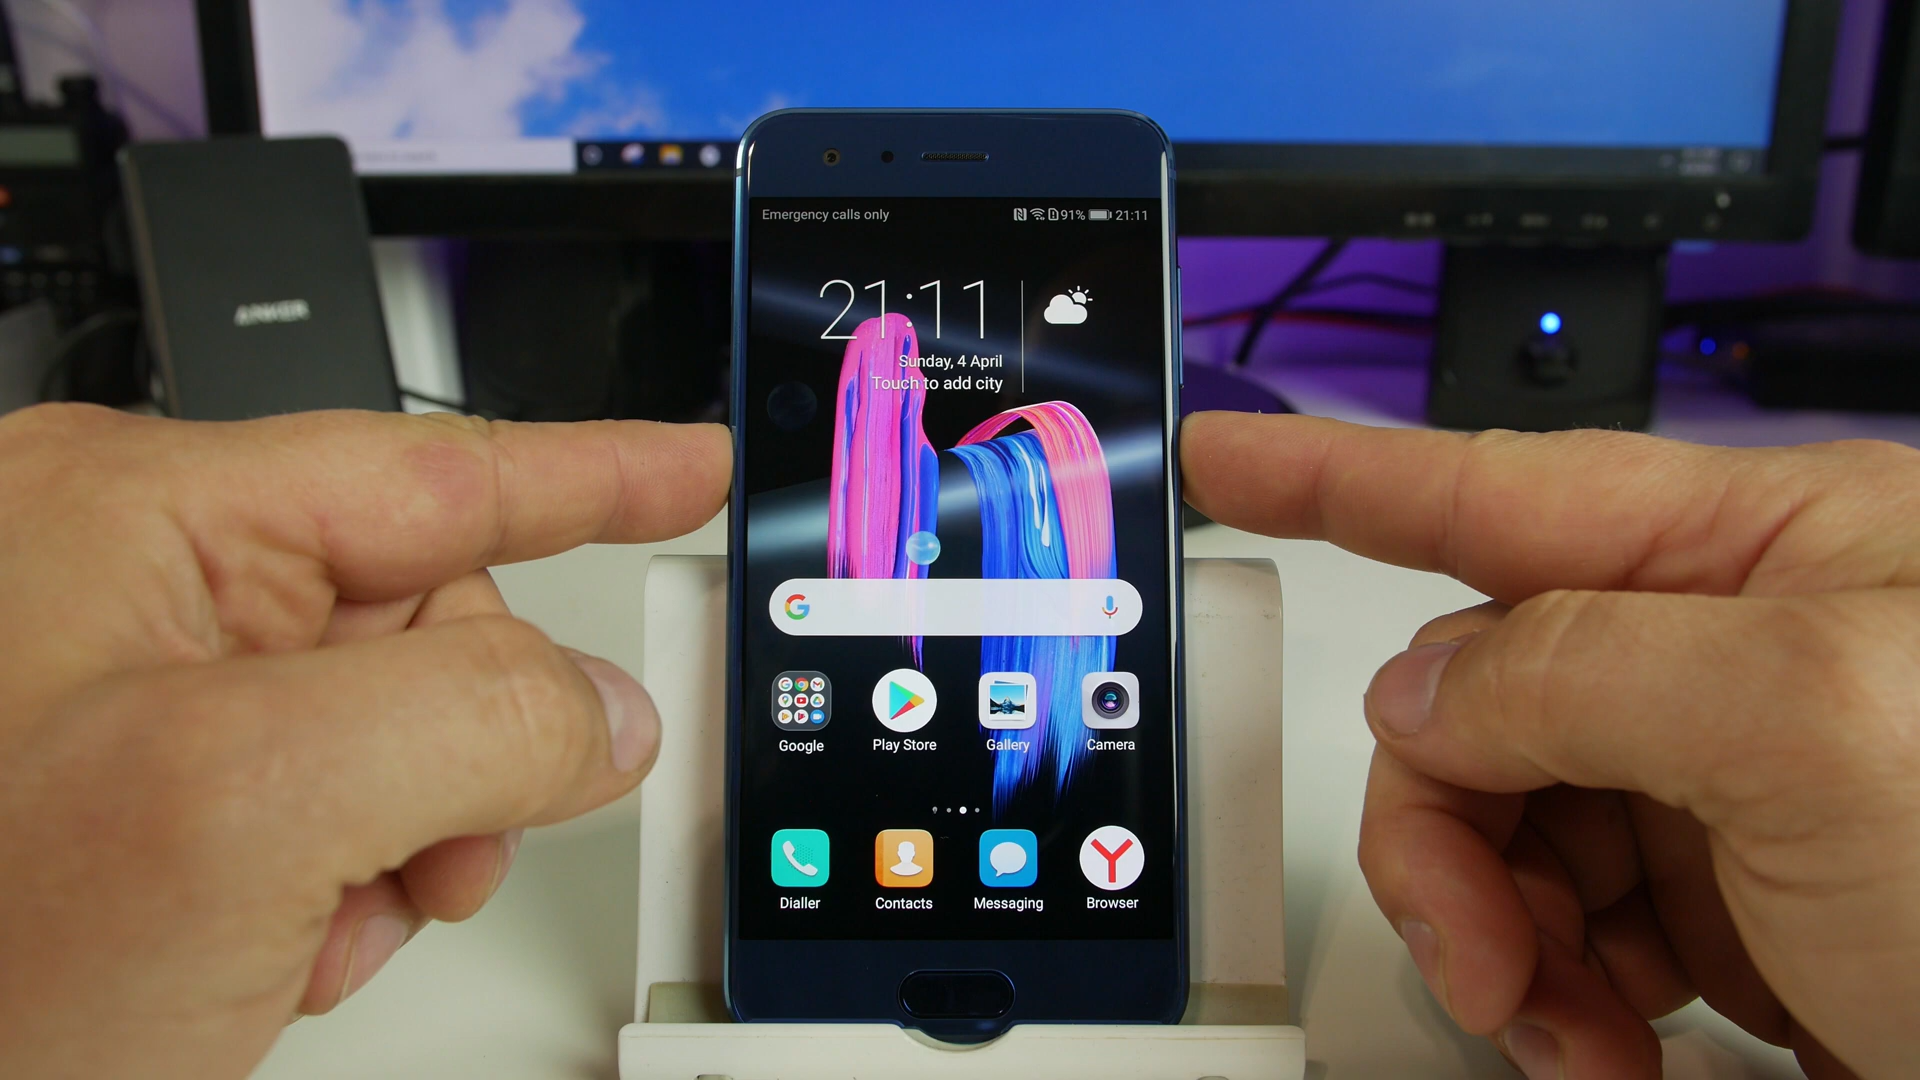 Emergency calls only
91% 21:11
21:11
Sunday, 4 April
Touch to add city
ANKER
Google
Play Store
Gallery
Camera
Dialler
Contacts
Messaging
Browser